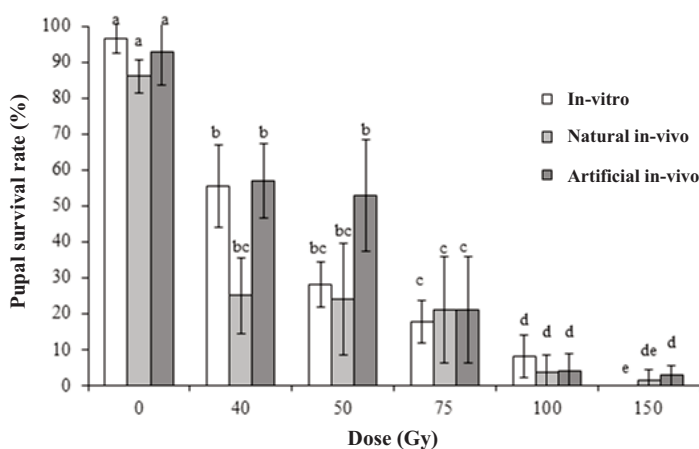 Pupal survival rate (%)
100
90
80
70
60
50
40
30
20
10
0
a
a
a
b
bc
b
bc
bc
b
c
c
c
d
d
d
e
de
d
In-vitro
Natural in-vivo
Artificial in-vivo
0
40
50
75
100
150
Dose (Gy)